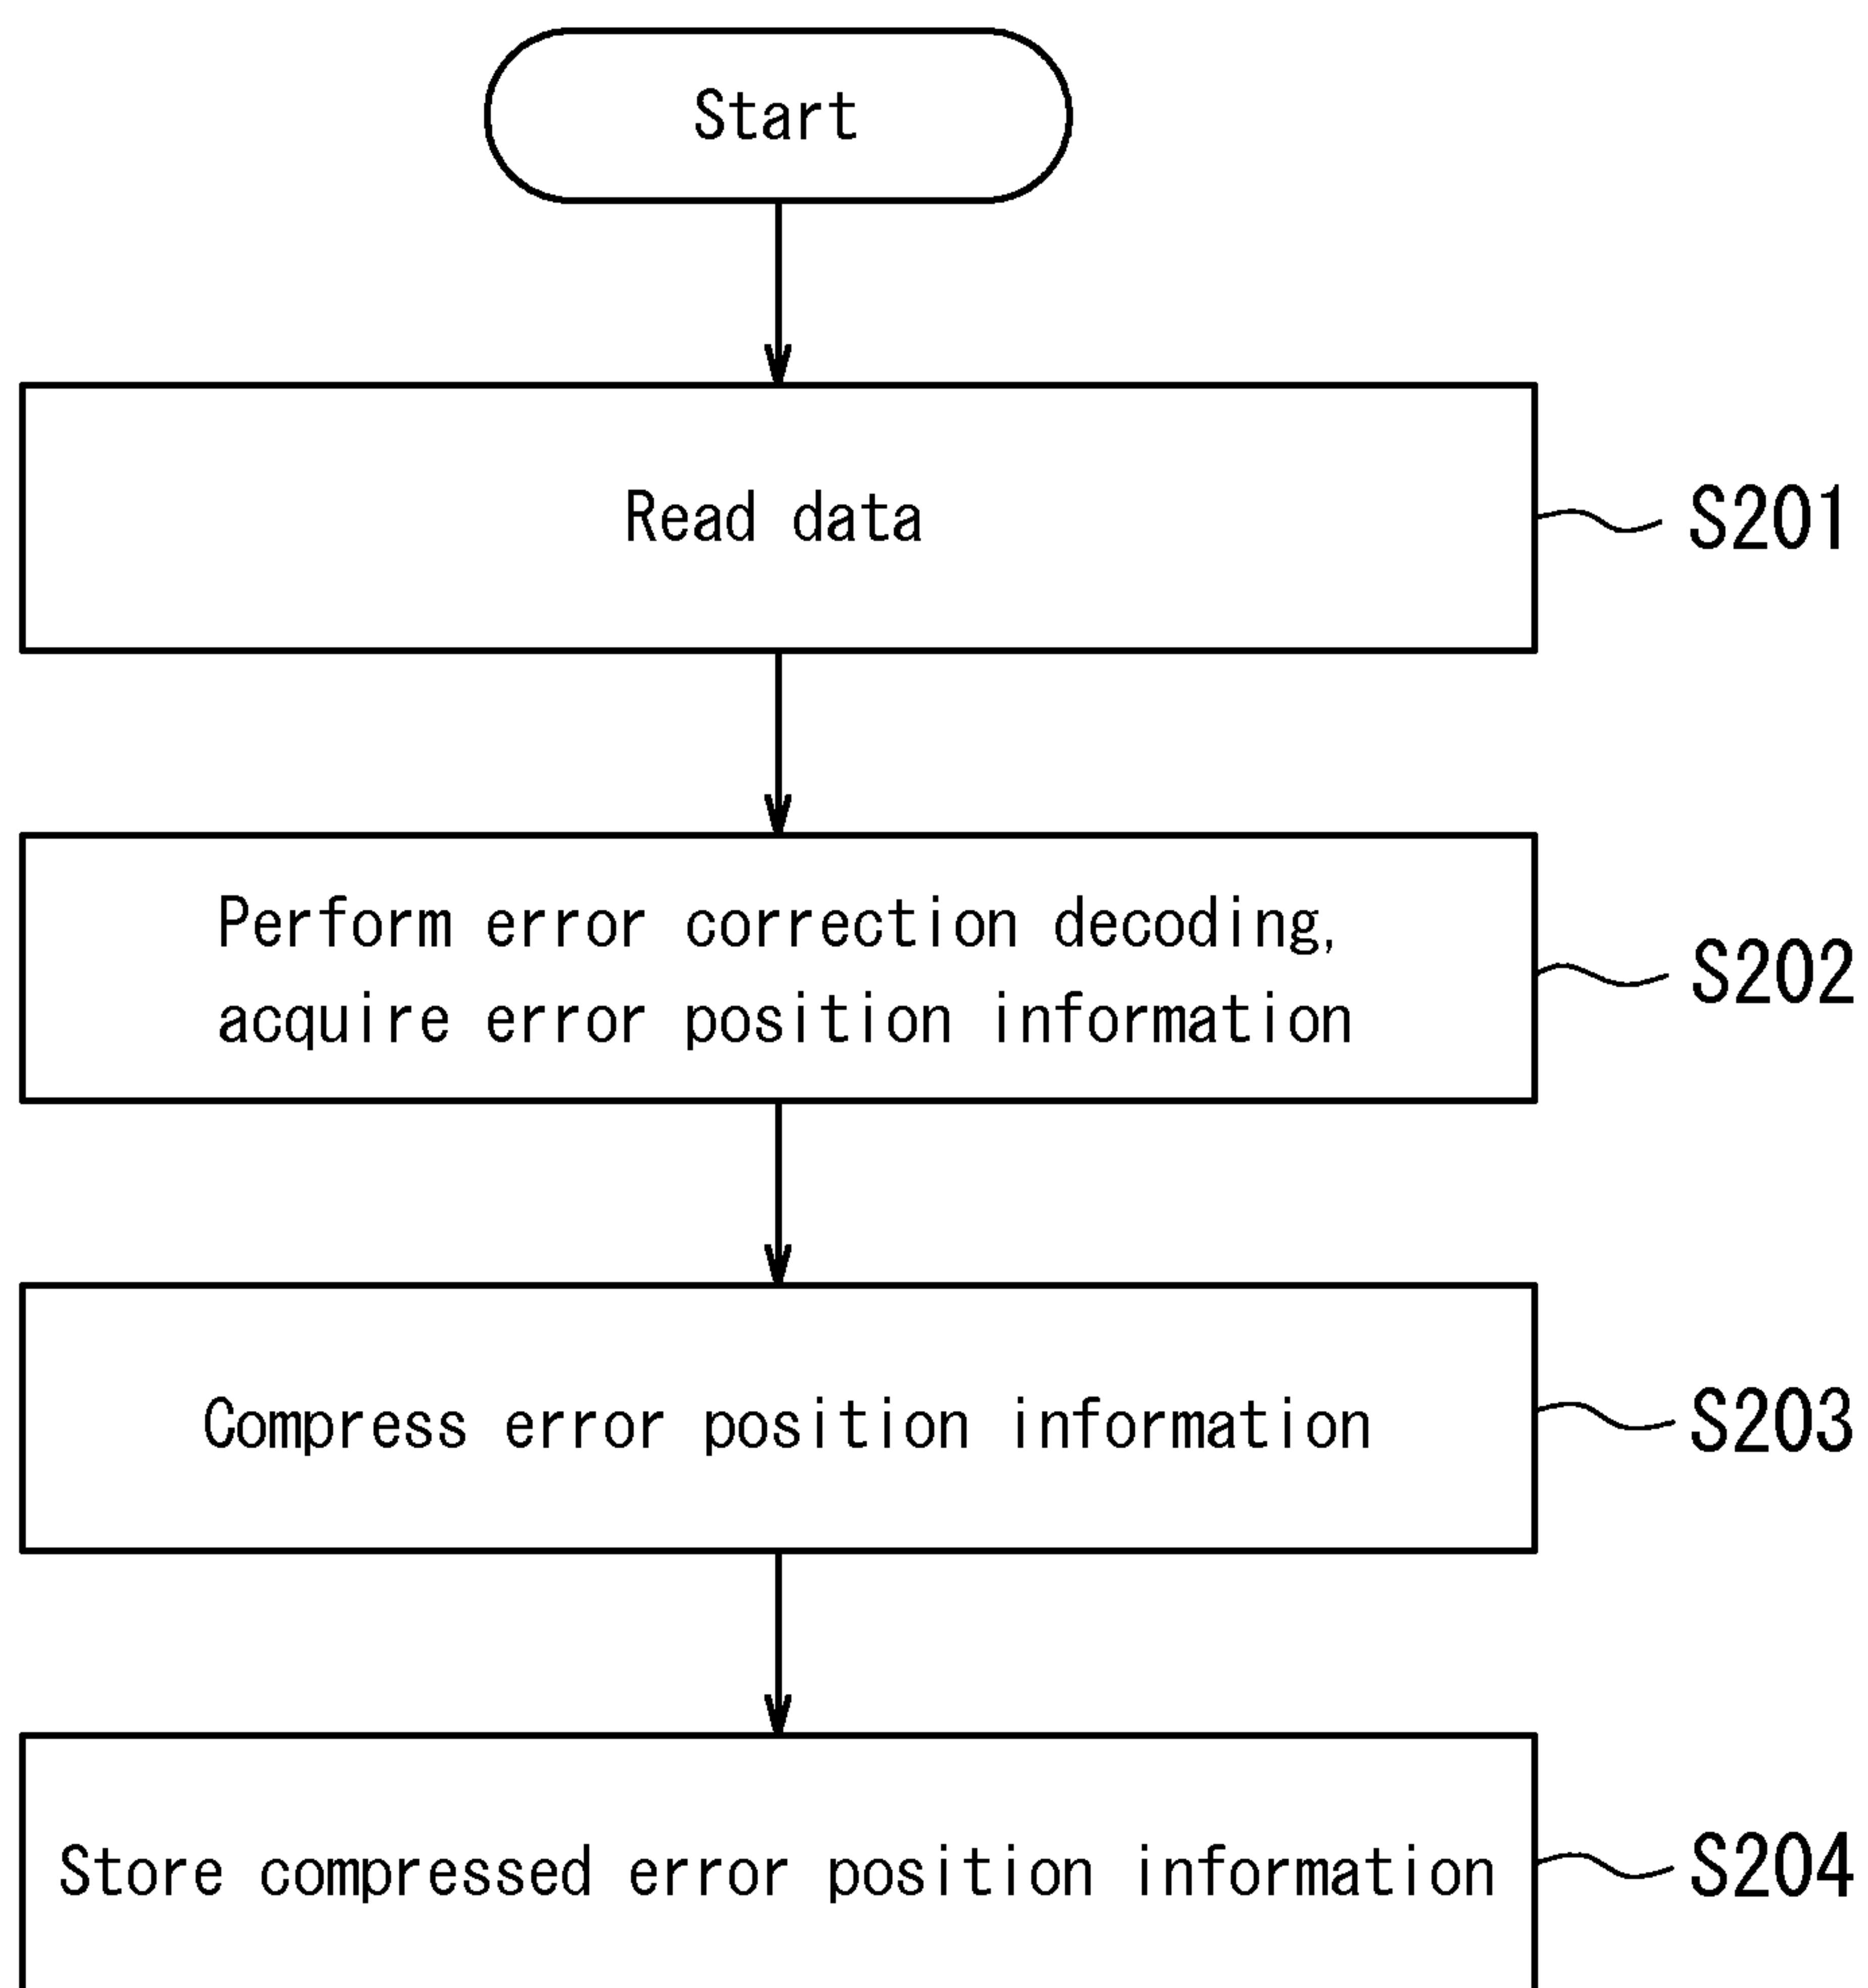 Start
Read data
S201
Perform error correction decoding,
acquire error position information
S202
Compress error position information
S203
Store compressed error position information
S204